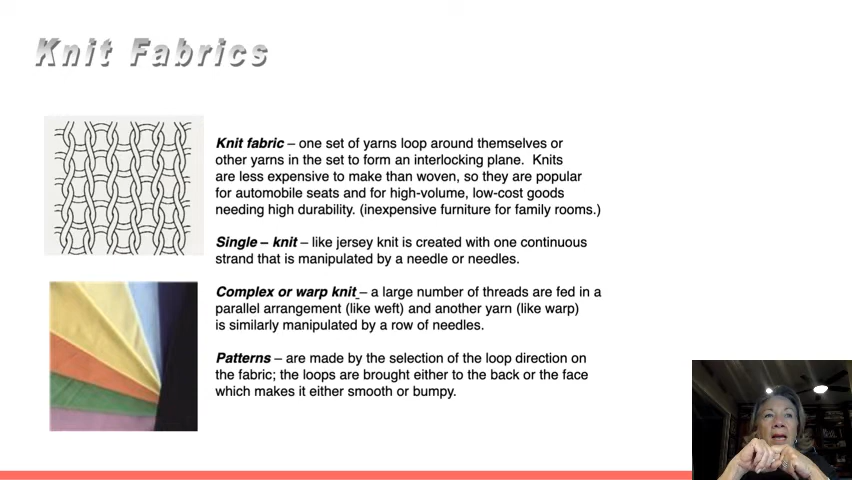 Knit Fabrics
Knit fabric – one set of yarns loop around themselves or
other yarns in the set to form an interlocking plane.  Knits
are less expensive to make than woven, so they are popular
for automobile seats and for high-volume, low-cost goods
needing high durability. (inexpensive furniture for family rooms.)
Single – knit – like jersey knit is created with one continuous
strand that is manipulated by a needle or needles.
Complex or warp knit – a large number of threads are fed in a
parallel arrangement (like weft) and another yarn (like warp)
is similarly manipulated by a row of needles.
Patterns – are made by the selection of the loop direction on
the fabric; the loops are brought either to the back or the face
which makes it either smooth or bumpy.